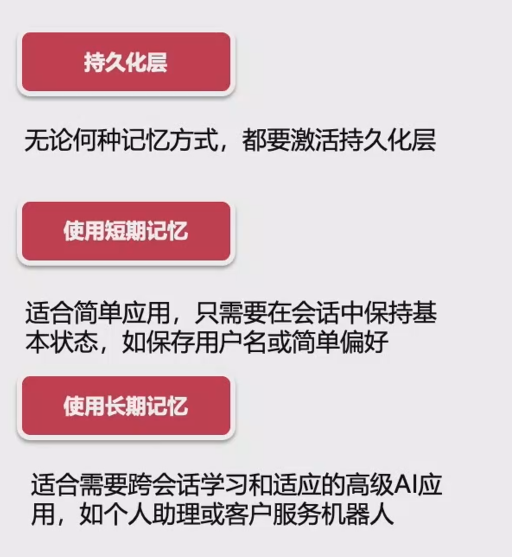 持久化层
无论何种记忆方式，都要激活持久化层
使用短期记忆
适合简单应用，只需要在会话中保持基
本状态，如保存用户名或简单偏好
使用长期记忆
适合需要跨会话学习和适应的高级AI应
用，如个人助理或客户服务机器人